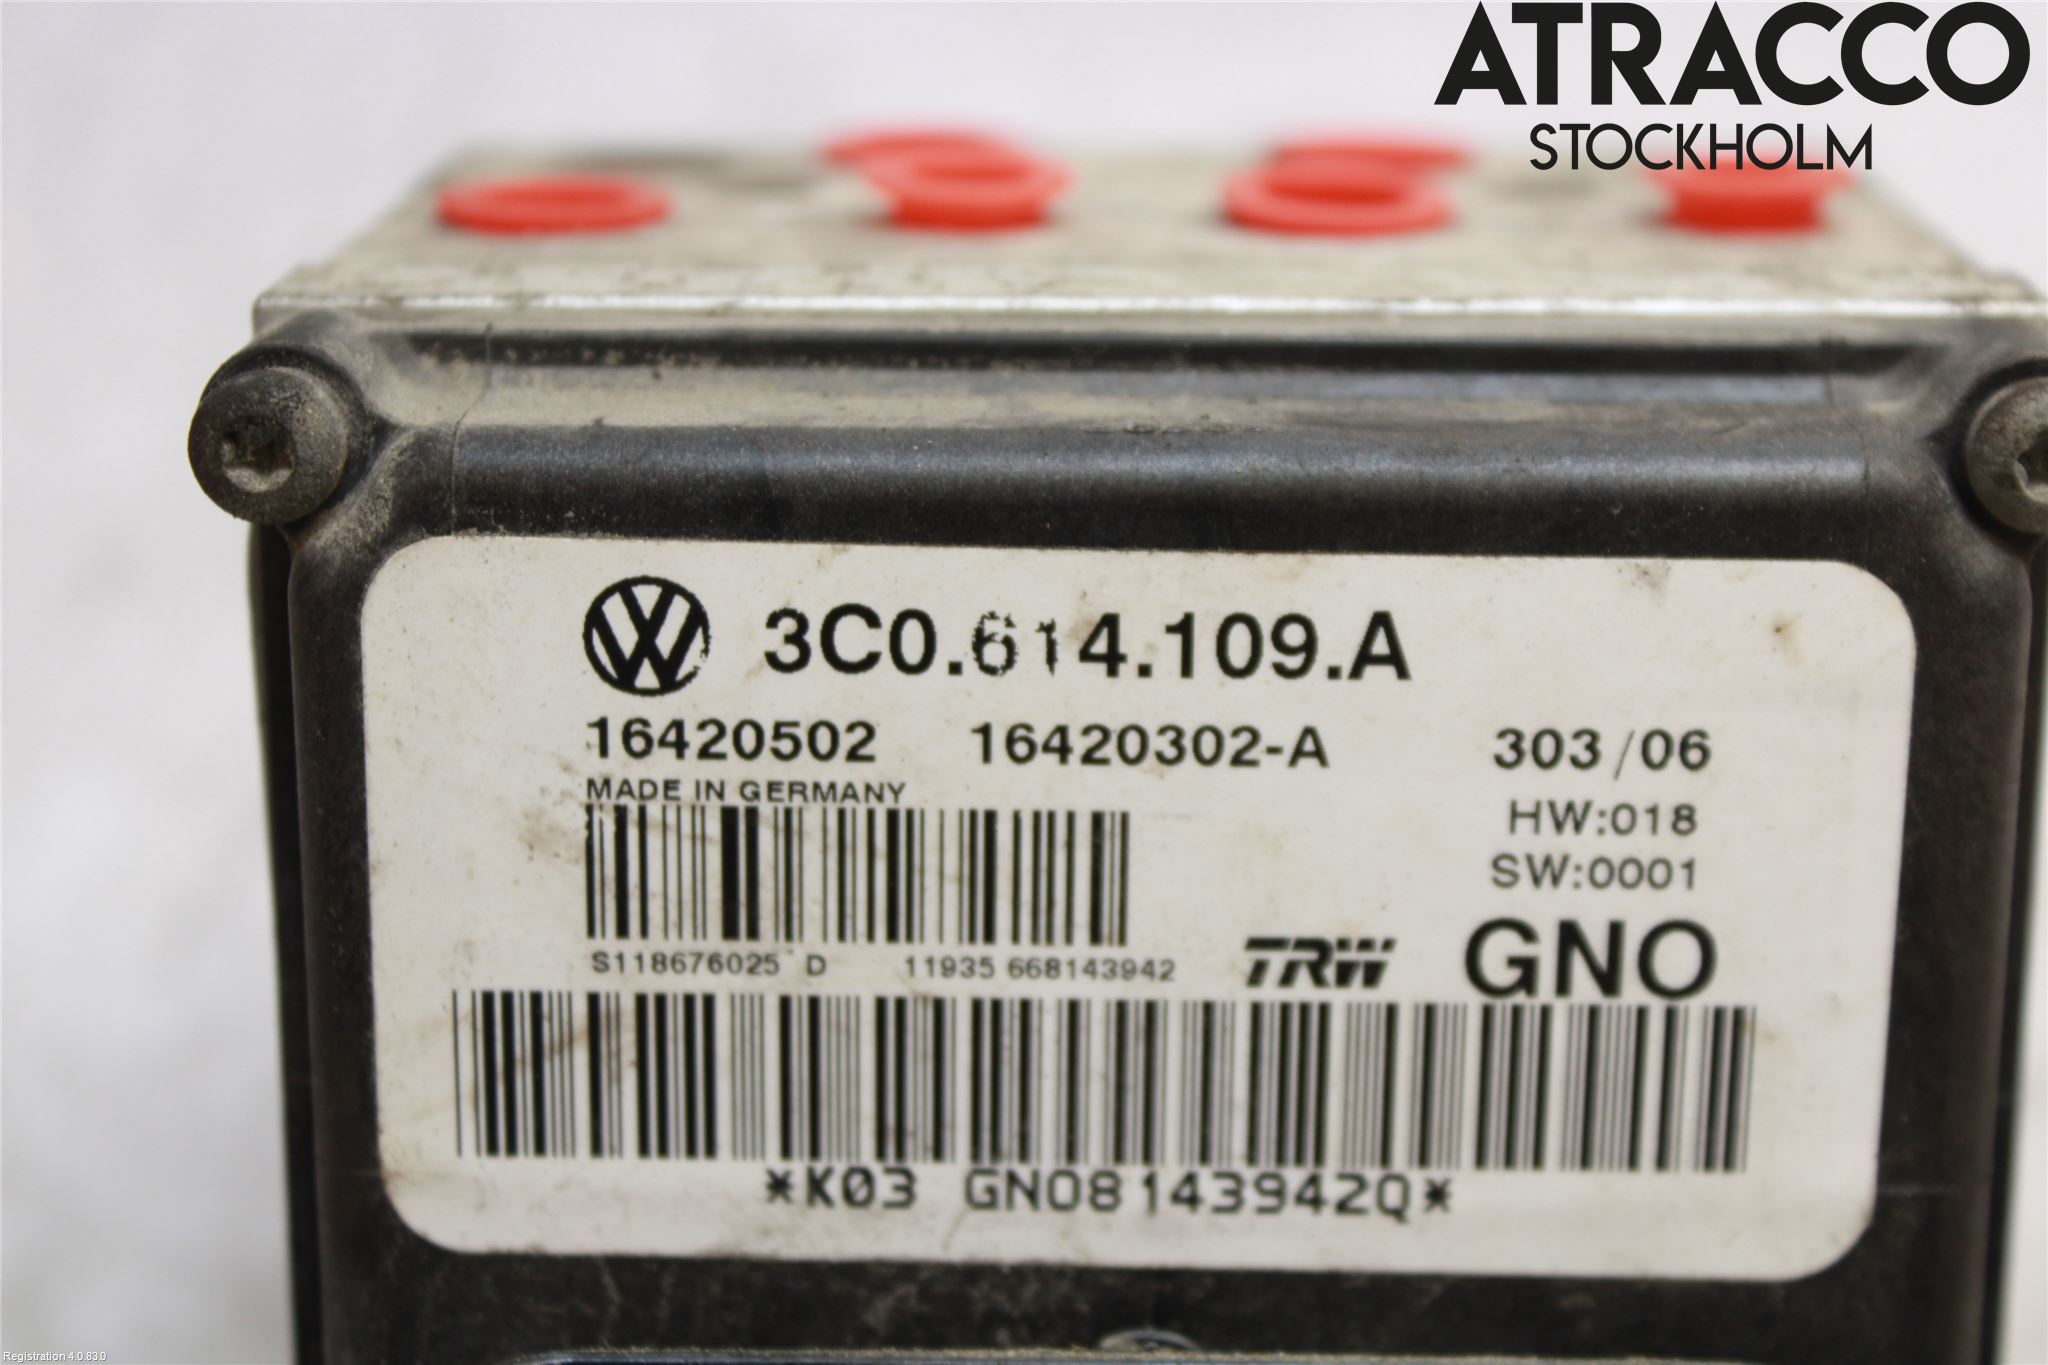 ATRACCO
STOCKHOLM
3C0.614.109.A
16420502 16420302-A 303/06
MADE IN GERMANY
HW:018
SW:0001
S118676025 D 11935 668143942 TRW GNO
*K03 GNO8143942Q*
Registration 4.0.83.0